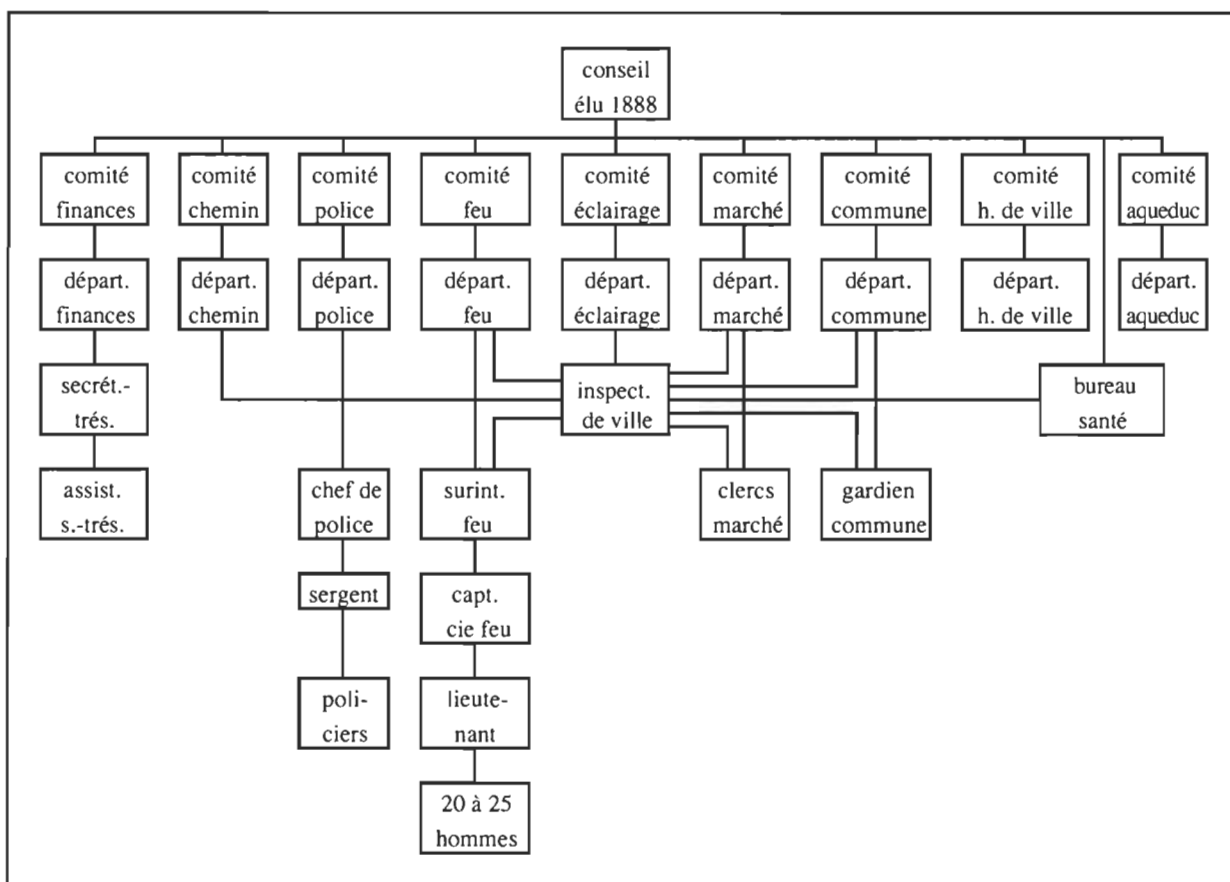 conseil
élu 1888
comité
finances
comité
chemin
comité
police
comité
feu
comité
éclairage
comité
marché
comité
commune
comité
h. de ville
comité
aqueduc
départ.
finances
départ.
chemin
départ.
police
départ.
feu
départ.
éclairage
départ.
marché
départ.
commune
départ.
h. de ville
départ.
aqueduc
secrét.-
trés.
inspect.
de ville
bureau
santé
assist.
s.-trés.
chef de
police
surint.
feu
clercs
marché
gardien
commune
sergent
capt.
cie feu
poli-
ciers
lieute-
nant
20 à 25
hommes